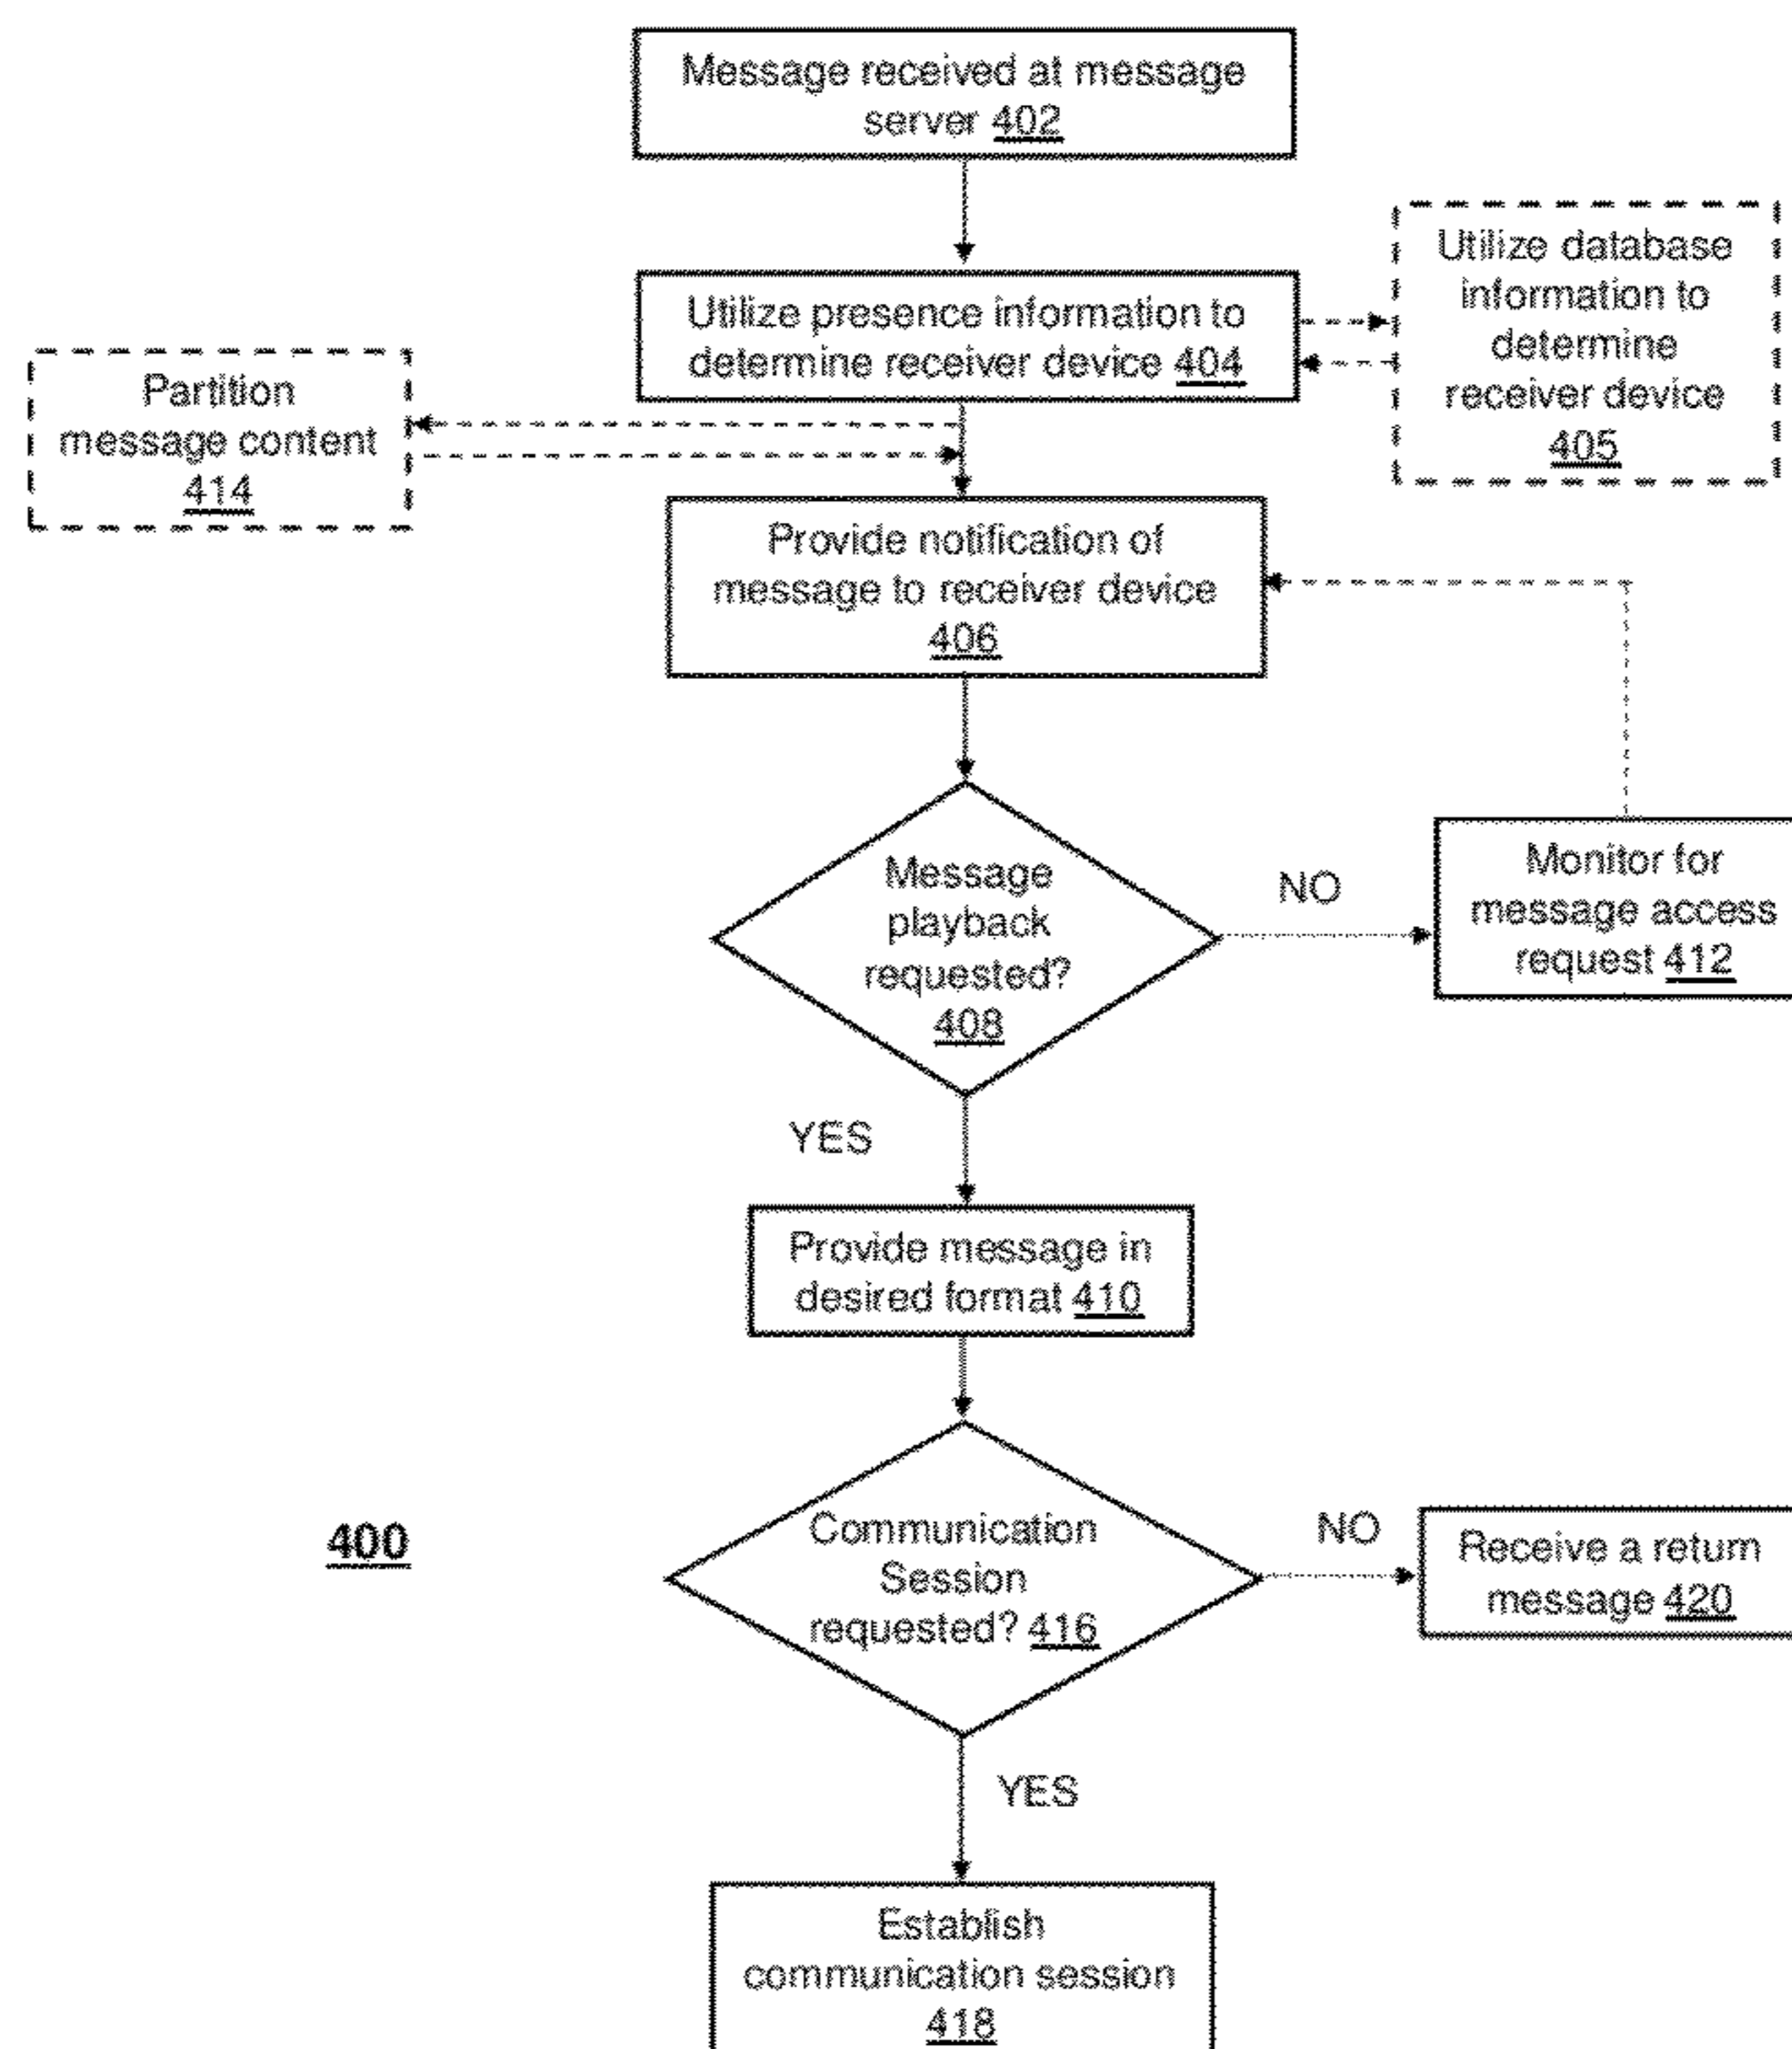 Message received at message
server 402
Utilize presence information to
determine receiver device 404
Utilize database
information to
determine
receiver device
405
Partition
message content
414
Provide notification of
message to receiver device
406
Message
playback
requested?
408
NO
Monitor for
message access
request 412
YES
Provide message in
desired format 410
Communication
Session
requested? 416
NO
Receive a return
message 420
400
YES
Establish
communication session
418